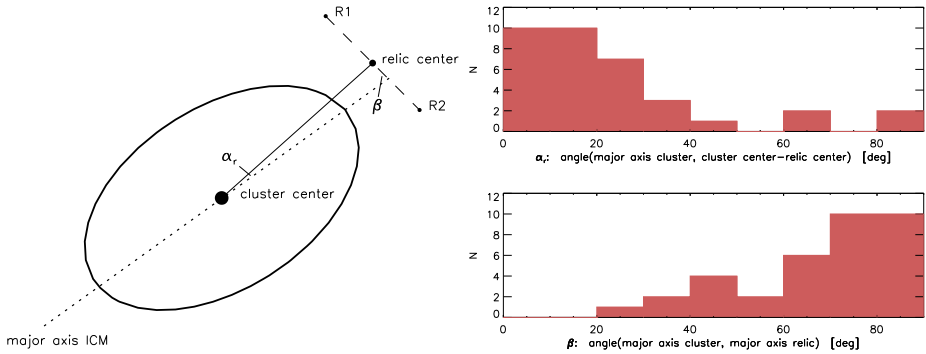 R1
relic center
β
R2
α_r
cluster center
major axis ICM
12
10
8
6
4
2
0
N
0 20 40 60 80
α_r: angle(major axis cluster, cluster center−relic center) [deg]
12
10
8
6
4
2
0
N
0 20 40 60 80
β: angle(major axis cluster, major axis relic) [deg]